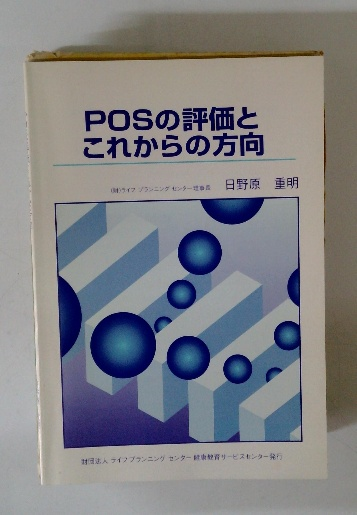 POSの評価と
これからの方向
(財)ライフ プランニング センター理事長 日野原 重明
財団法人 ライフ プランニング センター 健康教育サービスセンター発行